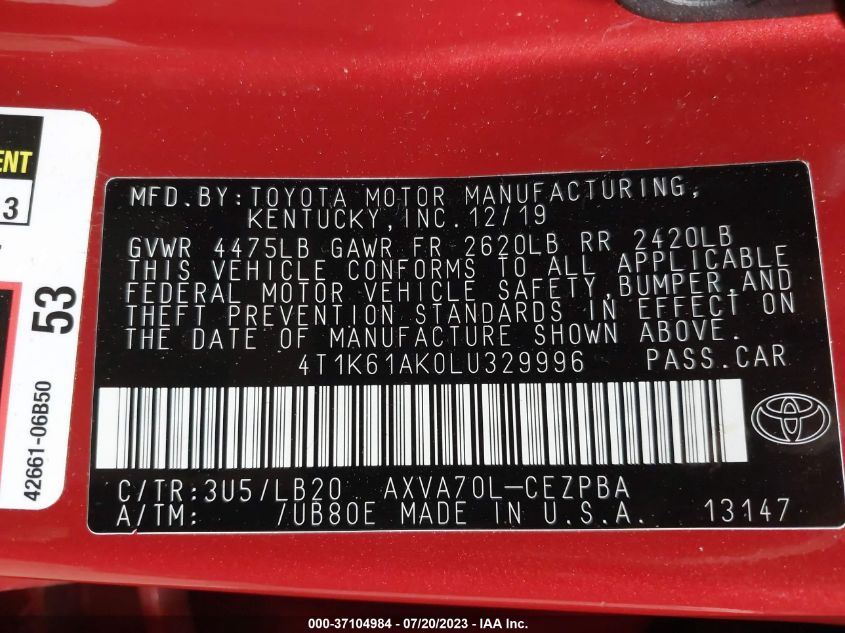 ENT
13
53
42661-06B50
MFD.BY:TOYOTA MOTOR MANUFACTURING,
KENTUCKY,INC.12/19
GVWR 4475LB GAWR FR 2620LB RR 2420LB
THIS VEHICLE CONFORMS TO ALL APPLICABLE
FEDERAL MOTOR VEHICLE SAFETY,BUMPER,AND
THEFT PREVENTION STANDARDS IN EFFECT ON
THE DATE OF MANUFACTURE SHOWN ABOVE.
4T1K61AK0LU329996 PASS.CAR
C/TR:3U5/LB20 AXVA70L-CEZPBA
A/TM: /UB80E MADE IN U.S.A. 13147
000-37104984 - 07/20/2023 - IAA Inc.